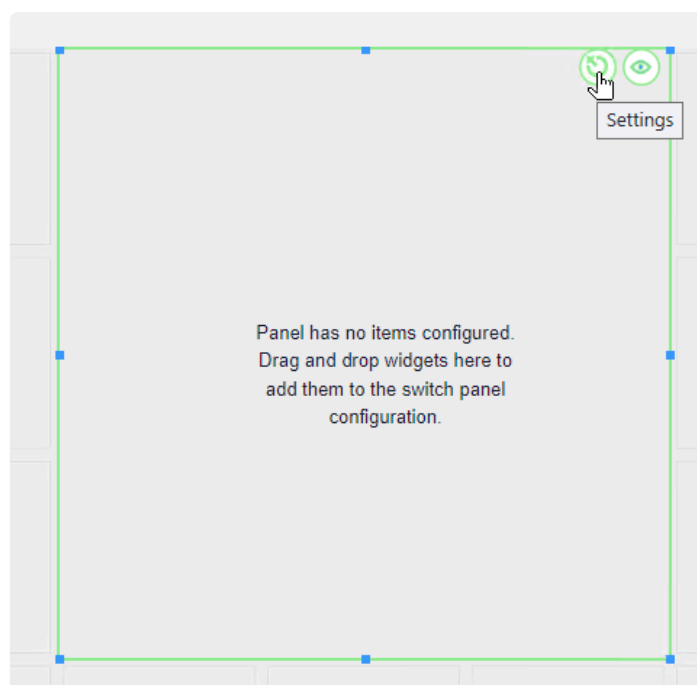 Settings
Panel has no items configured.
Drag and drop widgets here to
add them to the switch panel
configuration.